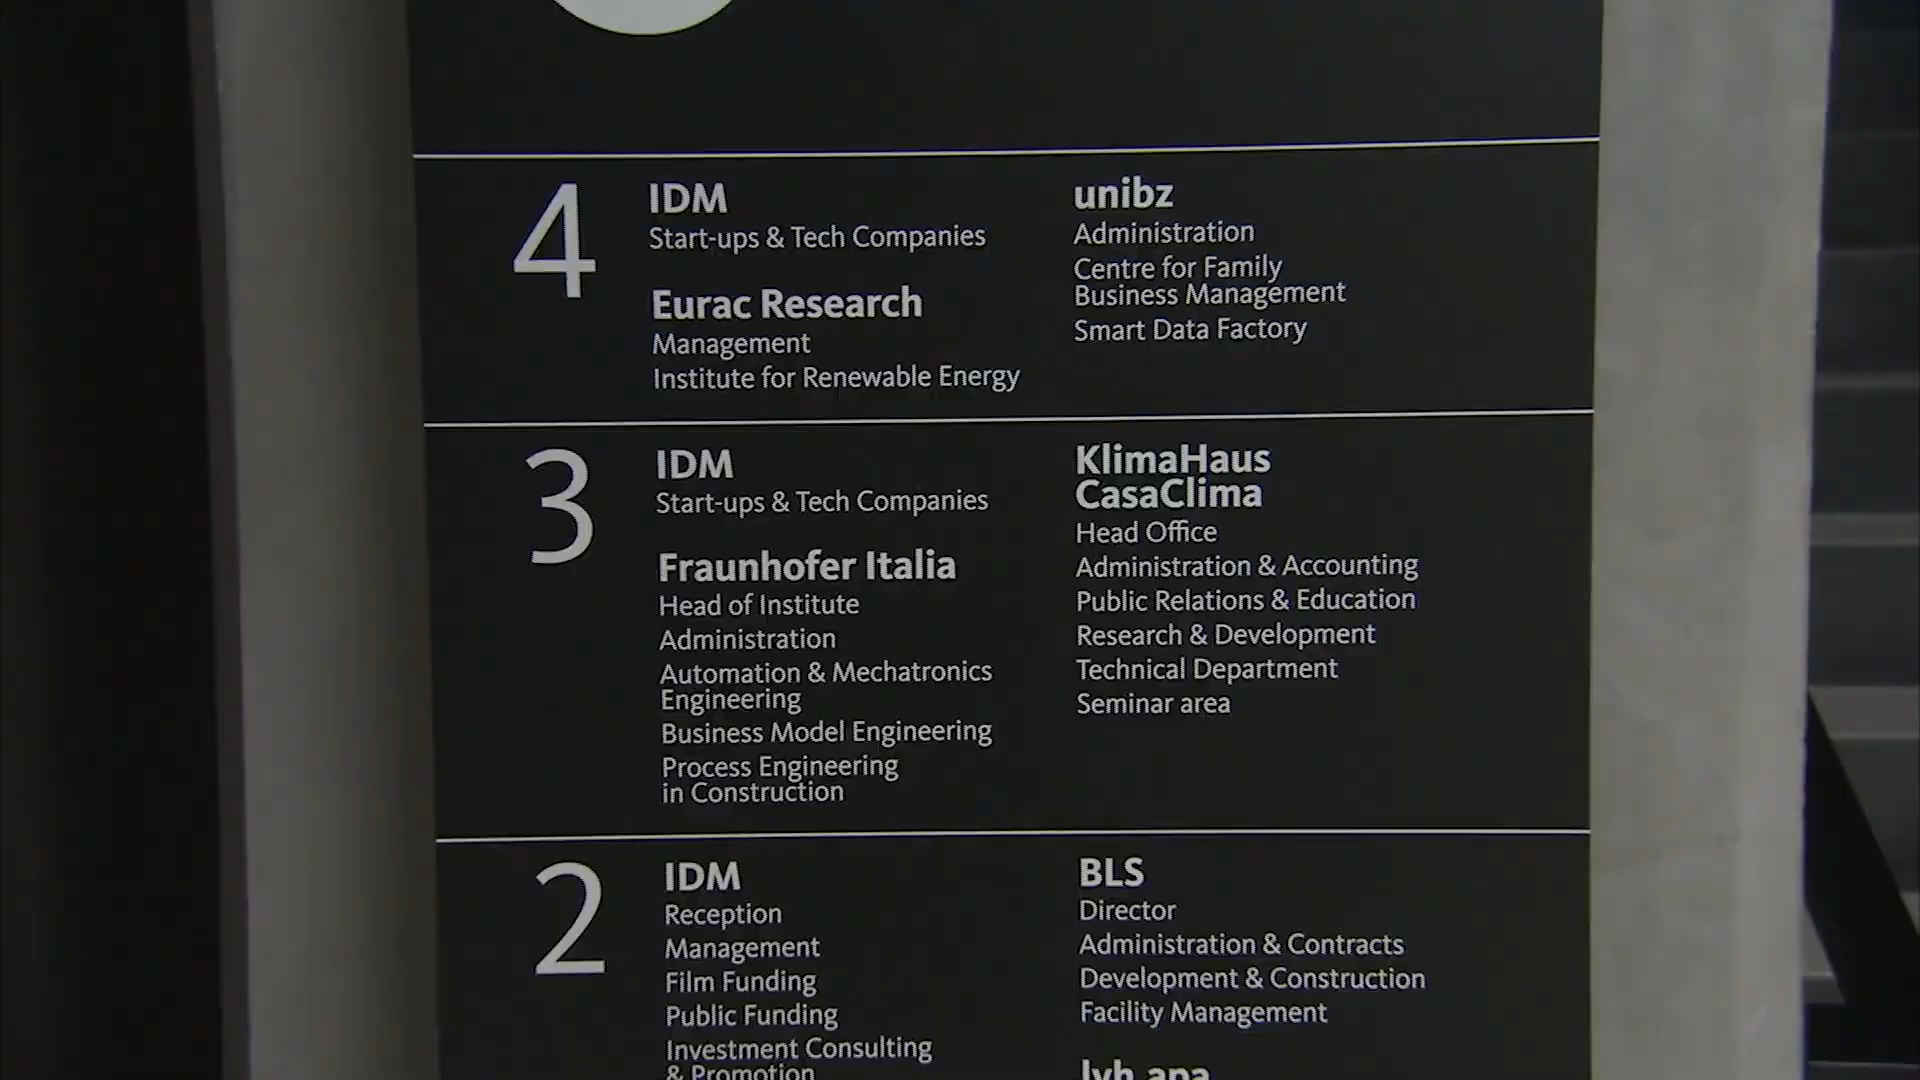 4
IDM
Start-ups & Tech Companies
Eurac Research
Management
Institute for Renewable Energy
unibz
Administration
Centre for Family
Business Management
Smart Data Factory
3
IDM
Start-ups & Tech Companies
Fraunhofer Italia
Head of Institute
Administration
Automation & Mechatronics
Engineering
Business Model Engineering
Process Engineering
in Construction
KlimaHaus
CasaClima
Head Office
Administration & Accounting
Public Relations & Education
Research & Development
Technical Department
Seminar area
2
IDM
Reception
Management
Film Funding
Public Funding
Investment Consulting
& Promotion
BLS
Director
Administration & Contracts
Development & Construction
Facility Management
lvh apa